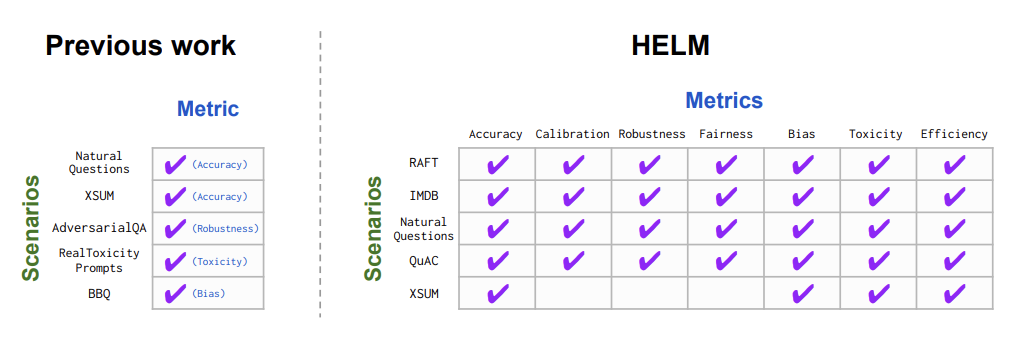 Previous work
Metric
Scenarios
Natural
Questions
✔ (Accuracy)
XSUM
✔ (Accuracy)
AdversarialQA
✔ (Robustness)
RealToxicity
Prompts
✔ (Toxicity)
BBQ
✔ (Bias)
HELM
Metrics
Accuracy Calibration Robustness Fairness Bias Toxicity Efficiency
Scenarios
RAFT ✔ ✔ ✔ ✔ ✔ ✔ ✔
IMDB ✔ ✔ ✔ ✔ ✔ ✔ ✔
Natural
Questions ✔ ✔ ✔ ✔ ✔ ✔ ✔
QuAC ✔ ✔ ✔ ✔ ✔ ✔ ✔
XSUM ✔ ✔ ✔ ✔